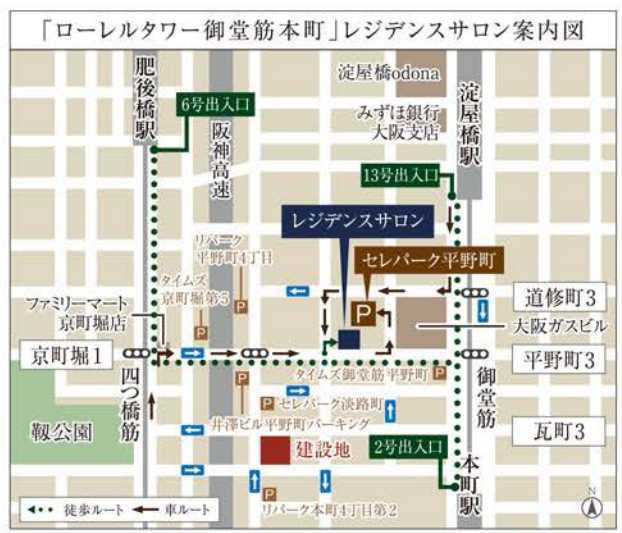 「ローレルタワー御堂筋本町」レジデンスサロン案内図
肥後橋駅
6号出入口
阪神高速
淀屋橋odona
みずほ銀行
大阪支店
淀屋橋駅
13号出入口
レジデンスサロン
セレパーク平野町
リパーク
平野町4丁目
タイムズ
京町堀第5
ファミリーマート
京町堀店
P
P
P
道修町3
大阪ガスビル
京町堀1
平野町3
タイムズ御堂筋平野町 P
四つ橋筋
御堂筋
P
P セレパーク淡路町
井澤ビル平野町パーキング
靱公園
瓦町3
建設地
2号出入口
本町駅
P
リパーク本町4丁目第2
徒歩ルート
車ルート
N